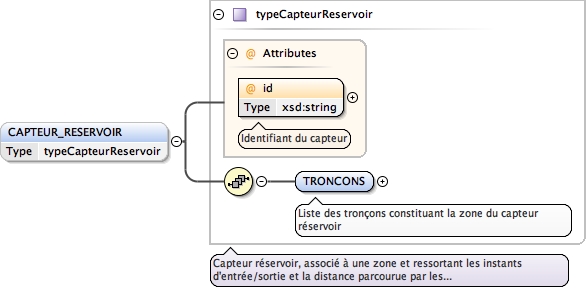 typeCapteurReservoir
@ Attributes
@ id
Type xsd:string
Identifiant du capteur
CAPTEUR_RESERVOIR
Type typeCapteurReservoir
TRONCONS
Liste des tronçons constituant la zone du capteur
réservoir
Capteur réservoir, associé à une zone et ressortant les instants
d'entrée/sortie et la distance parcourue par les...